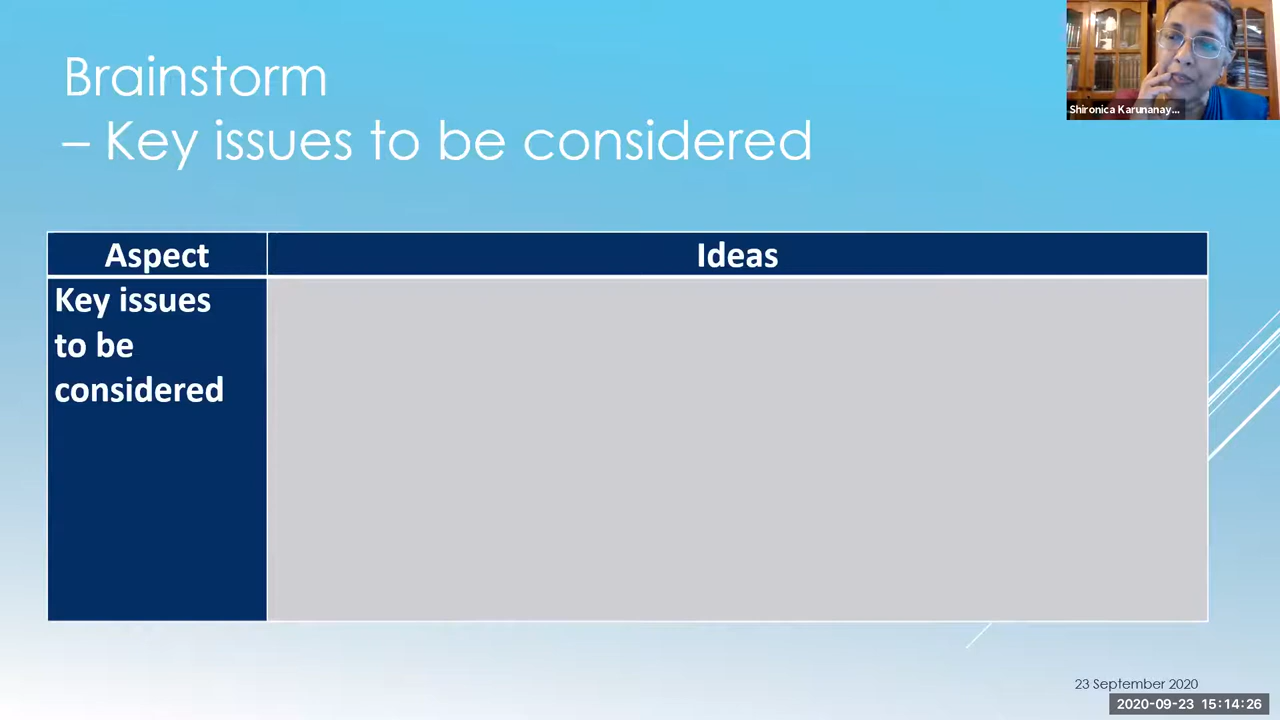 Brainstorm
– Key issues to be considered
Shironica Karunanay...
Aspect
Ideas
Key issues
to be
considered
23 September 2020
2020-09-23 15:14:26